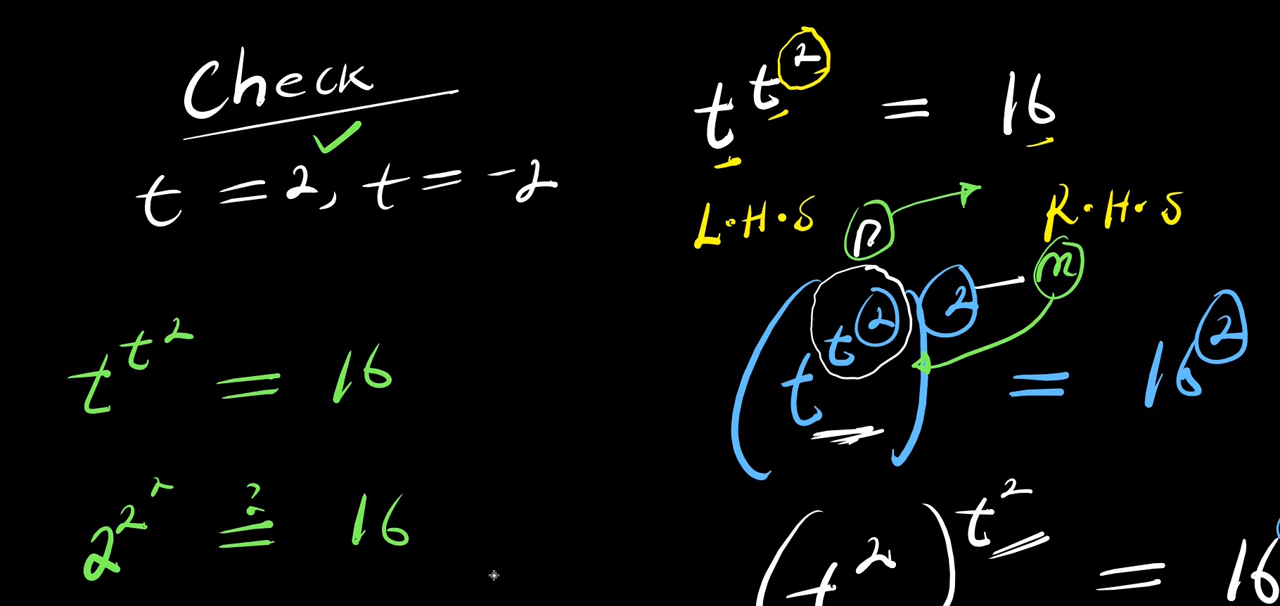 Check
✓
t = 2, t = -2
t^{t^2} = 16
2^{2^2} ≟ 16
t^{t^2} = 16
L.H.S R.H.S
P m
(t^{t^2})^2 = 16^2
(t^2)^{t^2} = 16